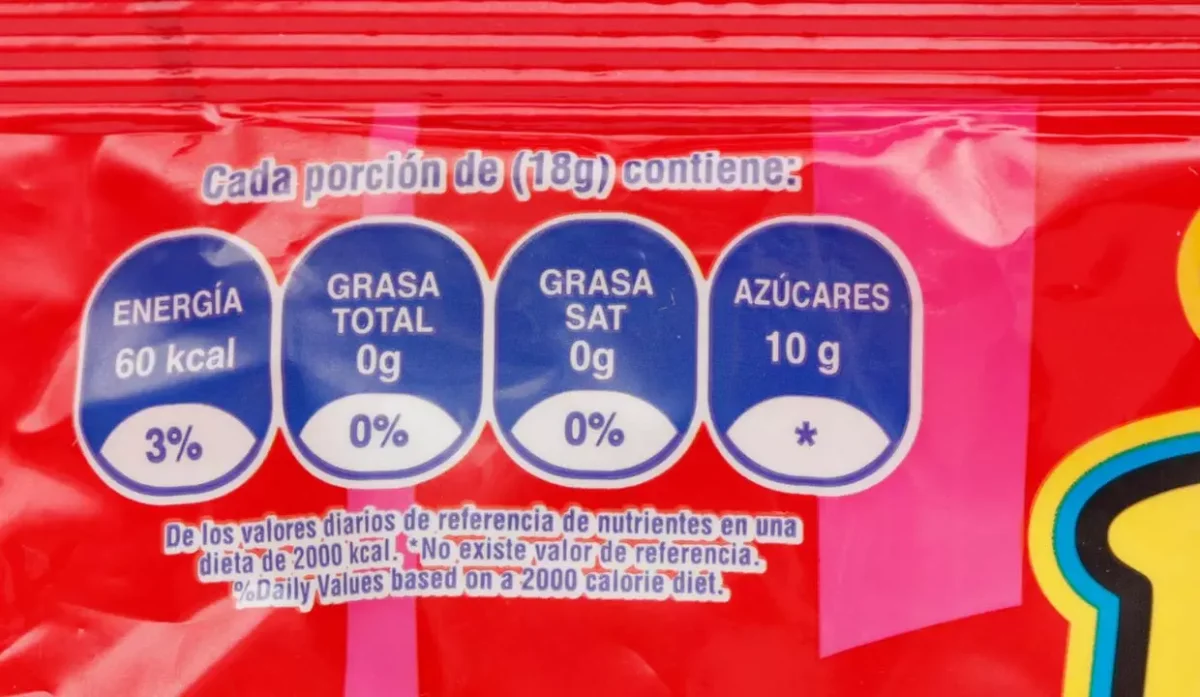 Cada porción de (18g) contiene:
ENERGÍA
60 kcal
3%
GRASA
TOTAL
0g
0%
GRASA
SAT
0g
0%
AZÚCARES
10 g
*
De los valores diarios de referencia de nutrientes en una
dieta de 2000 kcal. *No existe valor de referencia.
%Daily Values based on a 2000 calorie diet.